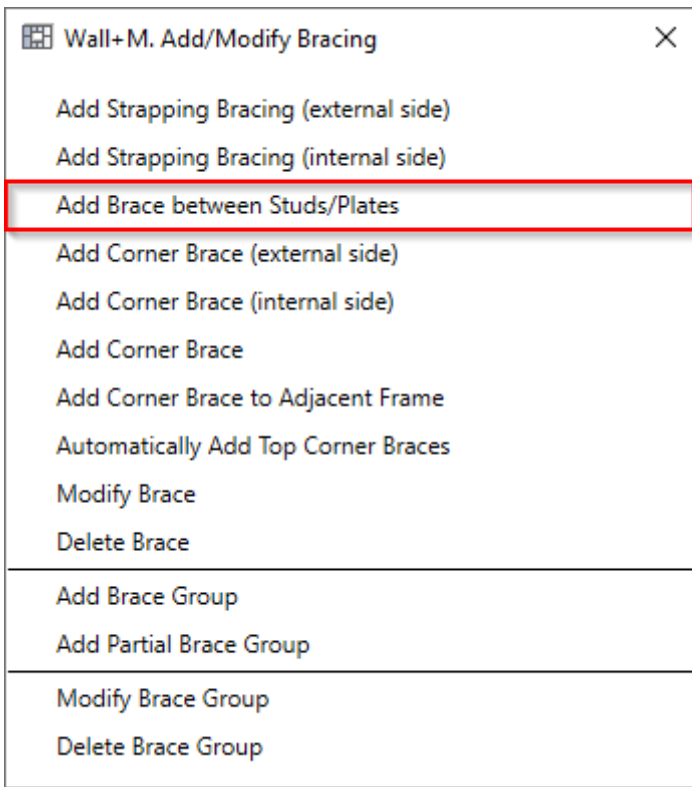 Wall+M. Add/Modify Bracing
Add Strapping Bracing (external side)
Add Strapping Bracing (internal side)
Add Brace between Studs/Plates
Add Corner Brace (external side)
Add Corner Brace (internal side)
Add Corner Brace
Add Corner Brace to Adjacent Frame
Automatically Add Top Corner Braces
Modify Brace
Delete Brace
Add Brace Group
Add Partial Brace Group
Modify Brace Group
Delete Brace Group